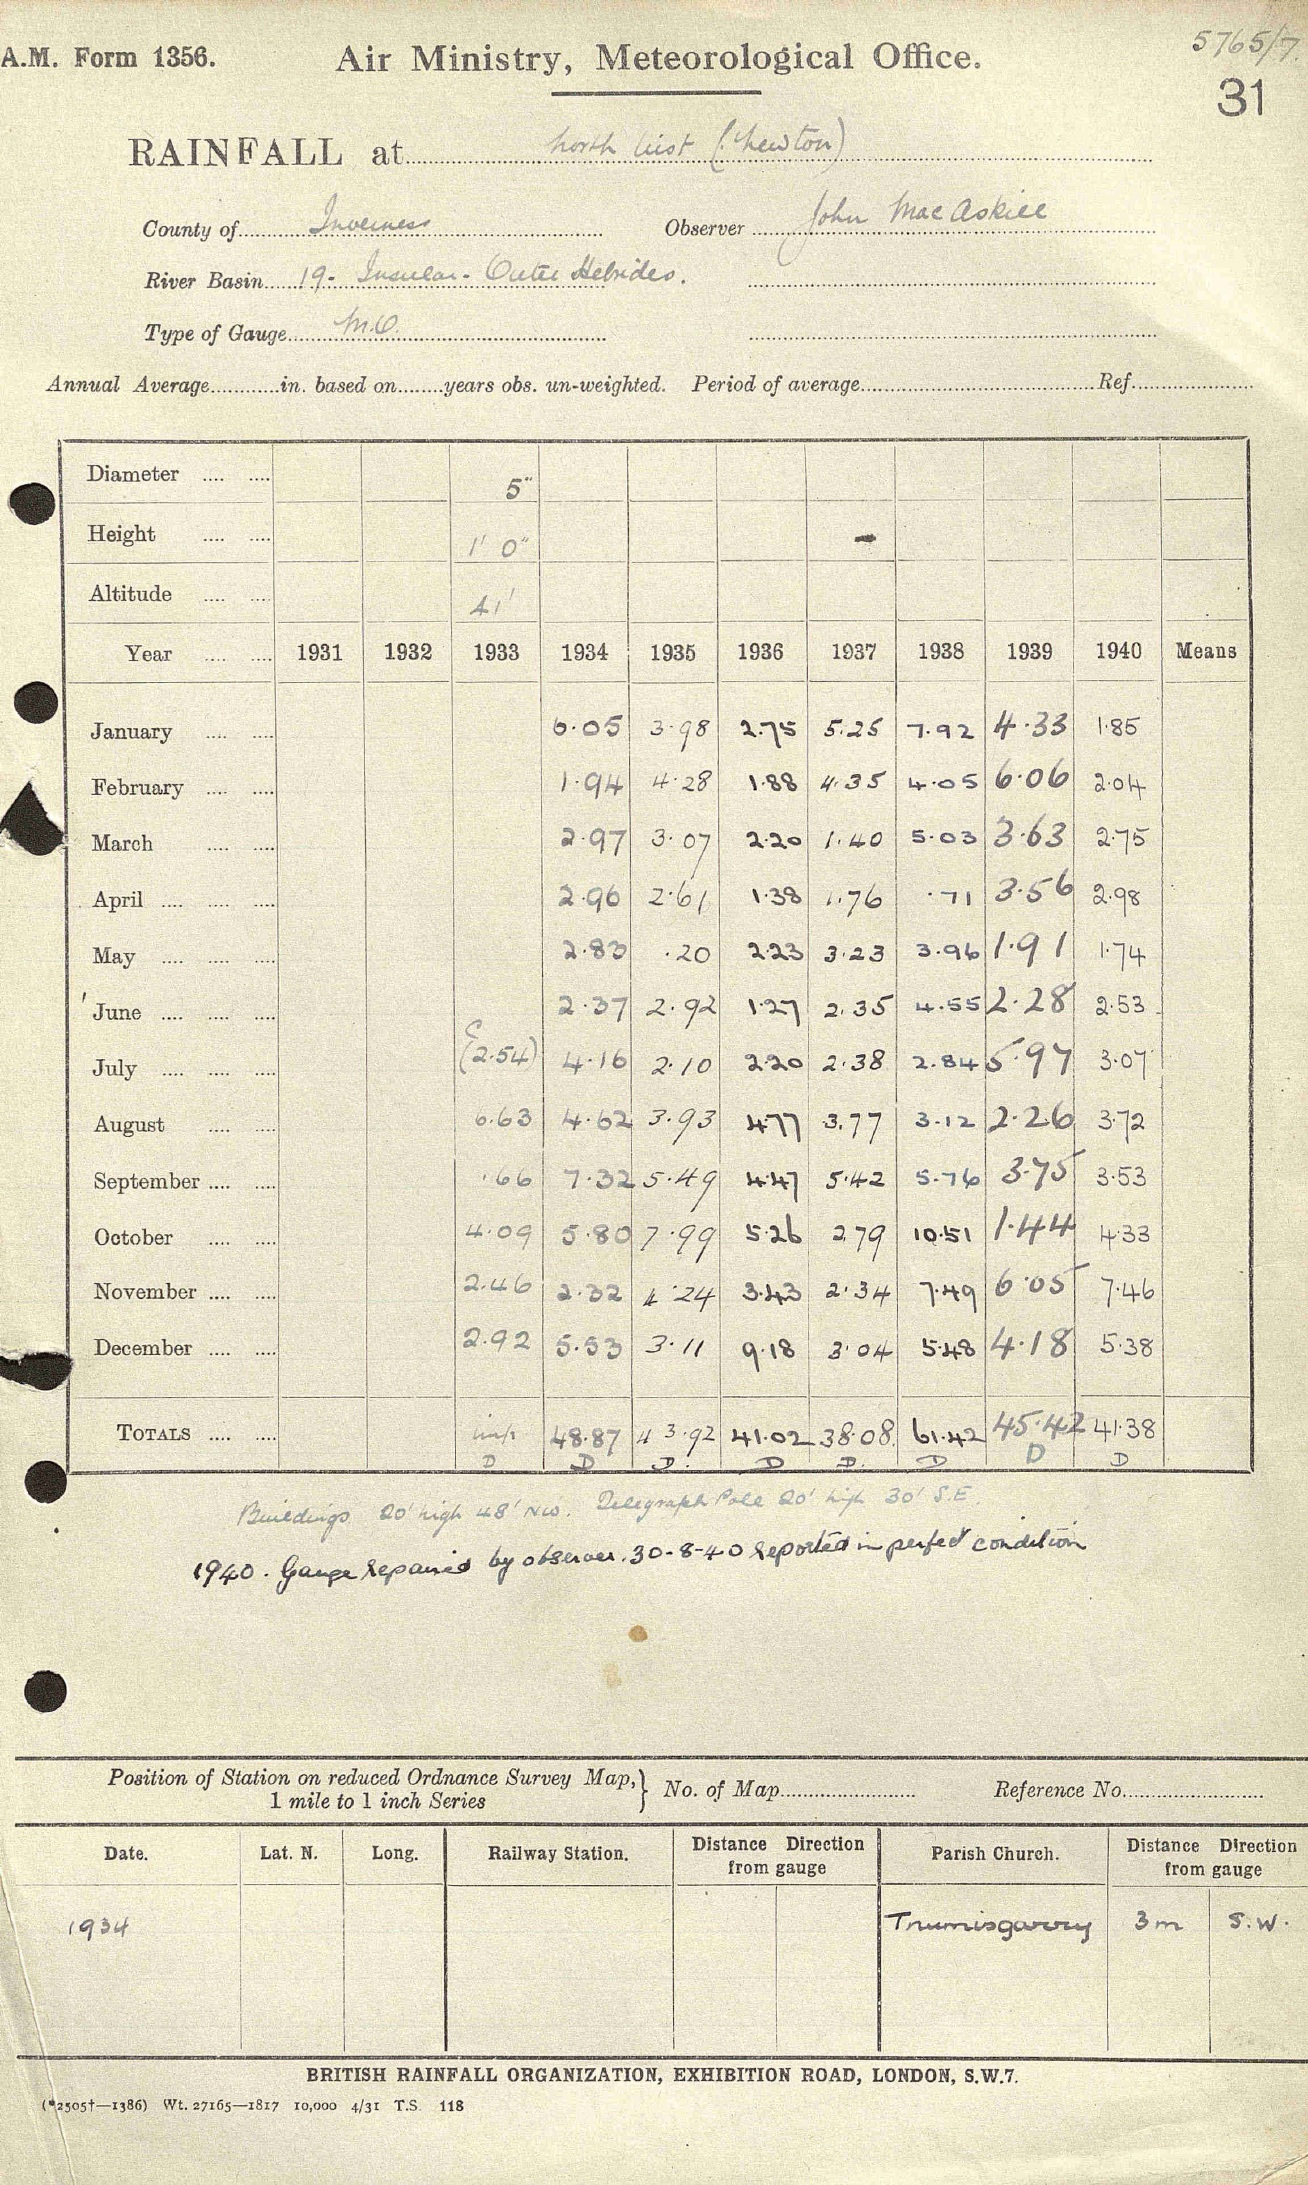 5765/7.
A.M. Form 1356. Air Ministry, Meteorological Office.
31
RAINFALL at North Uist (Newton)
County of Inverness Observer John MacAskill
River Basin 19- Insular- Outer Hebrides.
Type of Gauge M.O.
Annual Average in. based on years obs. un-weighted. Period of average Ref.
Diameter 5"
Height 1' 0" -
Altitude 41'
Year 1931 1932 1933 1934 1935 1936 1937 1938 1939 1940 Means
January 6.05 3.98 2.75 5.25 7.92 4.33 1.85
February 1.94 4.28 1.88 4.35 4.05 6.06 2.04
March 2.97 3.07 2.20 1.40 5.03 3.63 2.75
April 2.96 2.61 1.38 1.76 .71 3.56 2.98
May 2.83 .20 2.23 3.23 3.96 1.91 1.74
June 2.37 2.92 1.27 2.35 4.55 2.28 2.53
July (2.54) 4.16 2.10 2.20 2.38 2.84 5.97 3.07
August 6.63 4.62 3.93 4.77 3.77 3.12 2.26 3.72
September .66 7.32 5.49 4.47 5.42 5.76 3.75 3.53
October 4.09 5.80 7.99 5.26 2.79 10.51 1.44 4.33
November 2.46 2.32 4.24 3.43 2.34 7.49 6.05 7.46
December 2.92 5.53 3.11 9.18 3.04 5.48 4.18 5.38
TOTALS imp 48.87 43.92 41.02 38.08 61.42 45.42 41.38
D D D. D D. D D D
Buildings 20' high 48' NW. Telegraph Pole 20' high 30' S.E
1940. Gauge repaired by observer. 30-8-40 reported in perfect condition
Position of Station on reduced Ordnance Survey Map, 1 mile to 1 inch Series } No. of Map Reference No.
Date. Lat. N. Long. Railway Station. Distance Direction from gauge Parish Church. Distance Direction from gauge
1934 Trumisgarry 3m S.W.
BRITISH RAINFALL ORGANIZATION, EXHIBITION ROAD, LONDON, S.W.7.
(*2505†—1386) Wt. 27165—1817 10,000 4/31 T.S. 118